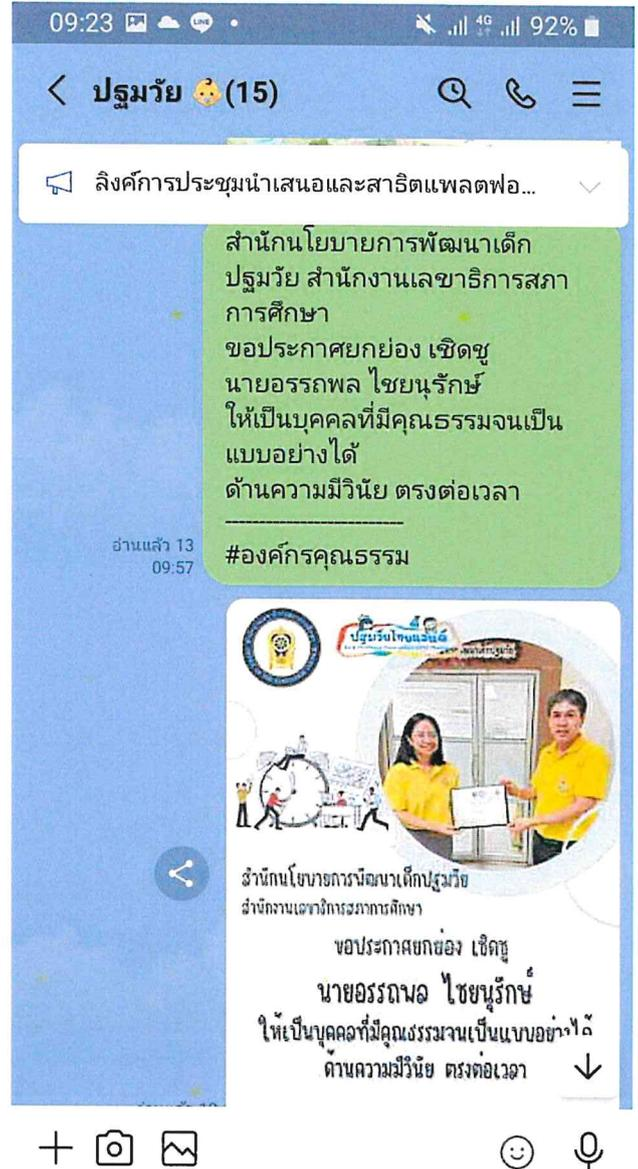 09:23 LINE 4G 92%
ปฐมวัย 👶(15)
ลิงค์การประชุมนำเสนอและสาธิตแพลตฟอ...
สำนักนโยบายการพัฒนาเด็ก
ปฐมวัย สำนักงานเลขาธิการสภา
การศึกษา
ขอประกาศยกย่อง เชิดชู
นายอรรถพล ไชยนุรักษ์
ให้เป็นบุคคลที่มีคุณธรรมจนเป็น
แบบอย่างได้
ด้านความมีวินัย ตรงต่อเวลา
--------------------------
#องค์กรคุณธรรม
อ่านแล้ว 13
09:57
ปฐมวัยไทยแลนด์
สำนักนโยบายการพัฒนาเด็กปฐมวัย
สำนักงานเลขาธิการสภาการศึกษา
ขอประกาศยกย่อง เชิดชู
นายอรรถพล ไชยนุรักษ์
ให้เป็นบุคคลที่มีคุณธรรมจนเป็นแบบอย่างได้
ด้านความมีวินัย ตรงต่อเวลา